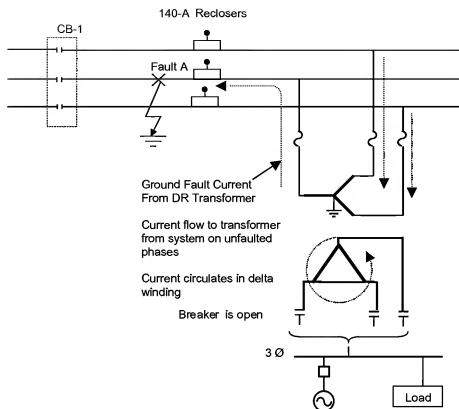 140-A Reclosers
CB-1
Fault A
Ground Fault Current
From DR Transformer
Current flow to transformer
from system on unfaulted
phases
Current circulates in delta
winding
Breaker is open
3 Ø
Load